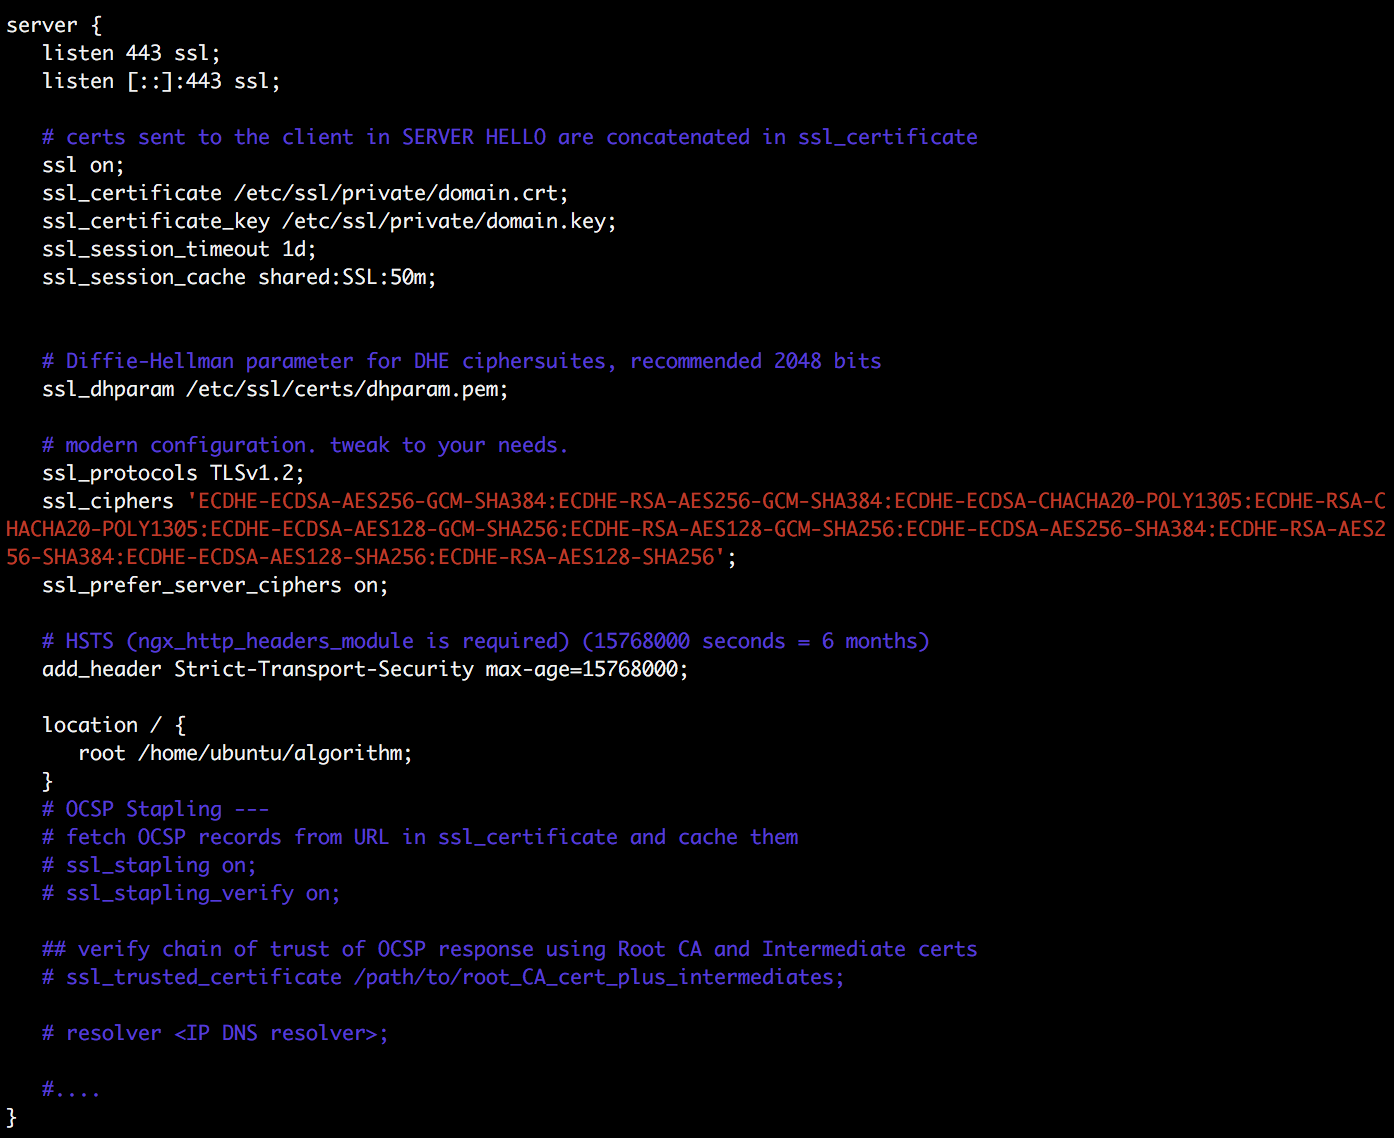 server {
   listen 443 ssl;
   listen [::]:443 ssl;

   # certs sent to the client in SERVER HELLO are concatenated in ssl_certificate
   ssl on;
   ssl_certificate /etc/ssl/private/domain.crt;
   ssl_certificate_key /etc/ssl/private/domain.key;
   ssl_session_timeout 1d;
   ssl_session_cache shared:SSL:50m;


   # Diffie-Hellman parameter for DHE ciphersuites, recommended 2048 bits
   ssl_dhparam /etc/ssl/certs/dhparam.pem;

   # modern configuration. tweak to your needs.
   ssl_protocols TLSv1.2;
   ssl_ciphers 'ECDHE-ECDSA-AES256-GCM-SHA384:ECDHE-RSA-AES256-GCM-SHA384:ECDHE-ECDSA-CHACHA20-POLY1305:ECDHE-RSA-C
HACHA20-POLY1305:ECDHE-ECDSA-AES128-GCM-SHA256:ECDHE-RSA-AES128-GCM-SHA256:ECDHE-ECDSA-AES256-SHA384:ECDHE-RSA-AES2
56-SHA384:ECDHE-ECDSA-AES128-SHA256:ECDHE-RSA-AES128-SHA256';
   ssl_prefer_server_ciphers on;

   # HSTS (ngx_http_headers_module is required) (15768000 seconds = 6 months)
   add_header Strict-Transport-Security max-age=15768000;

   location / {
      root /home/ubuntu/algorithm;
   }
   # OCSP Stapling ---
   # fetch OCSP records from URL in ssl_certificate and cache them
   # ssl_stapling on;
   # ssl_stapling_verify on;

   ## verify chain of trust of OCSP response using Root CA and Intermediate certs
   # ssl_trusted_certificate /path/to/root_CA_cert_plus_intermediates;

   # resolver <IP DNS resolver>;

   #....
}